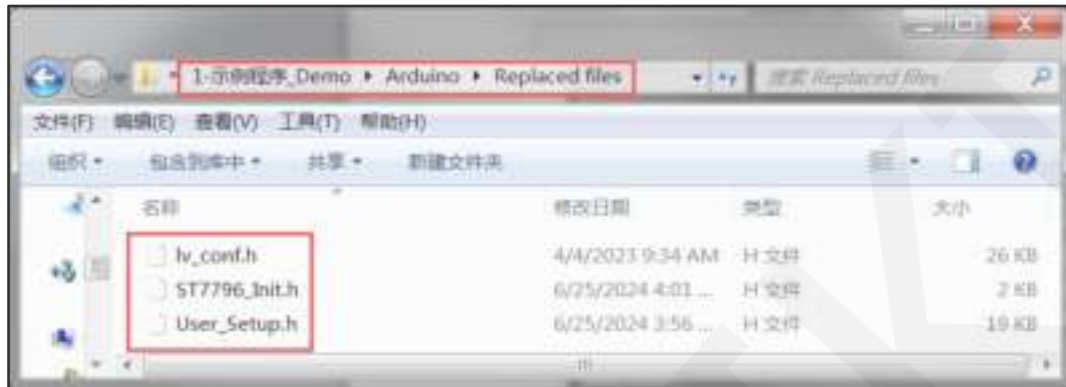 1-示例程序_Demo ▸ Arduino ▸ Replaced files
搜索 Replaced files
文件(F) 编辑(E) 查看(V) 工具(T) 帮助(H)
组织 包含到库中 共享 新建文件夹
名称 修改日期 类型 大小
lv_conf.h 4/4/2023 9:34 AM H 文件 26 KB
ST7796_Init.h 6/25/2024 4:01 ... H 文件 2 KB
User_Setup.h 6/25/2024 3:56 ... H 文件 19 KB